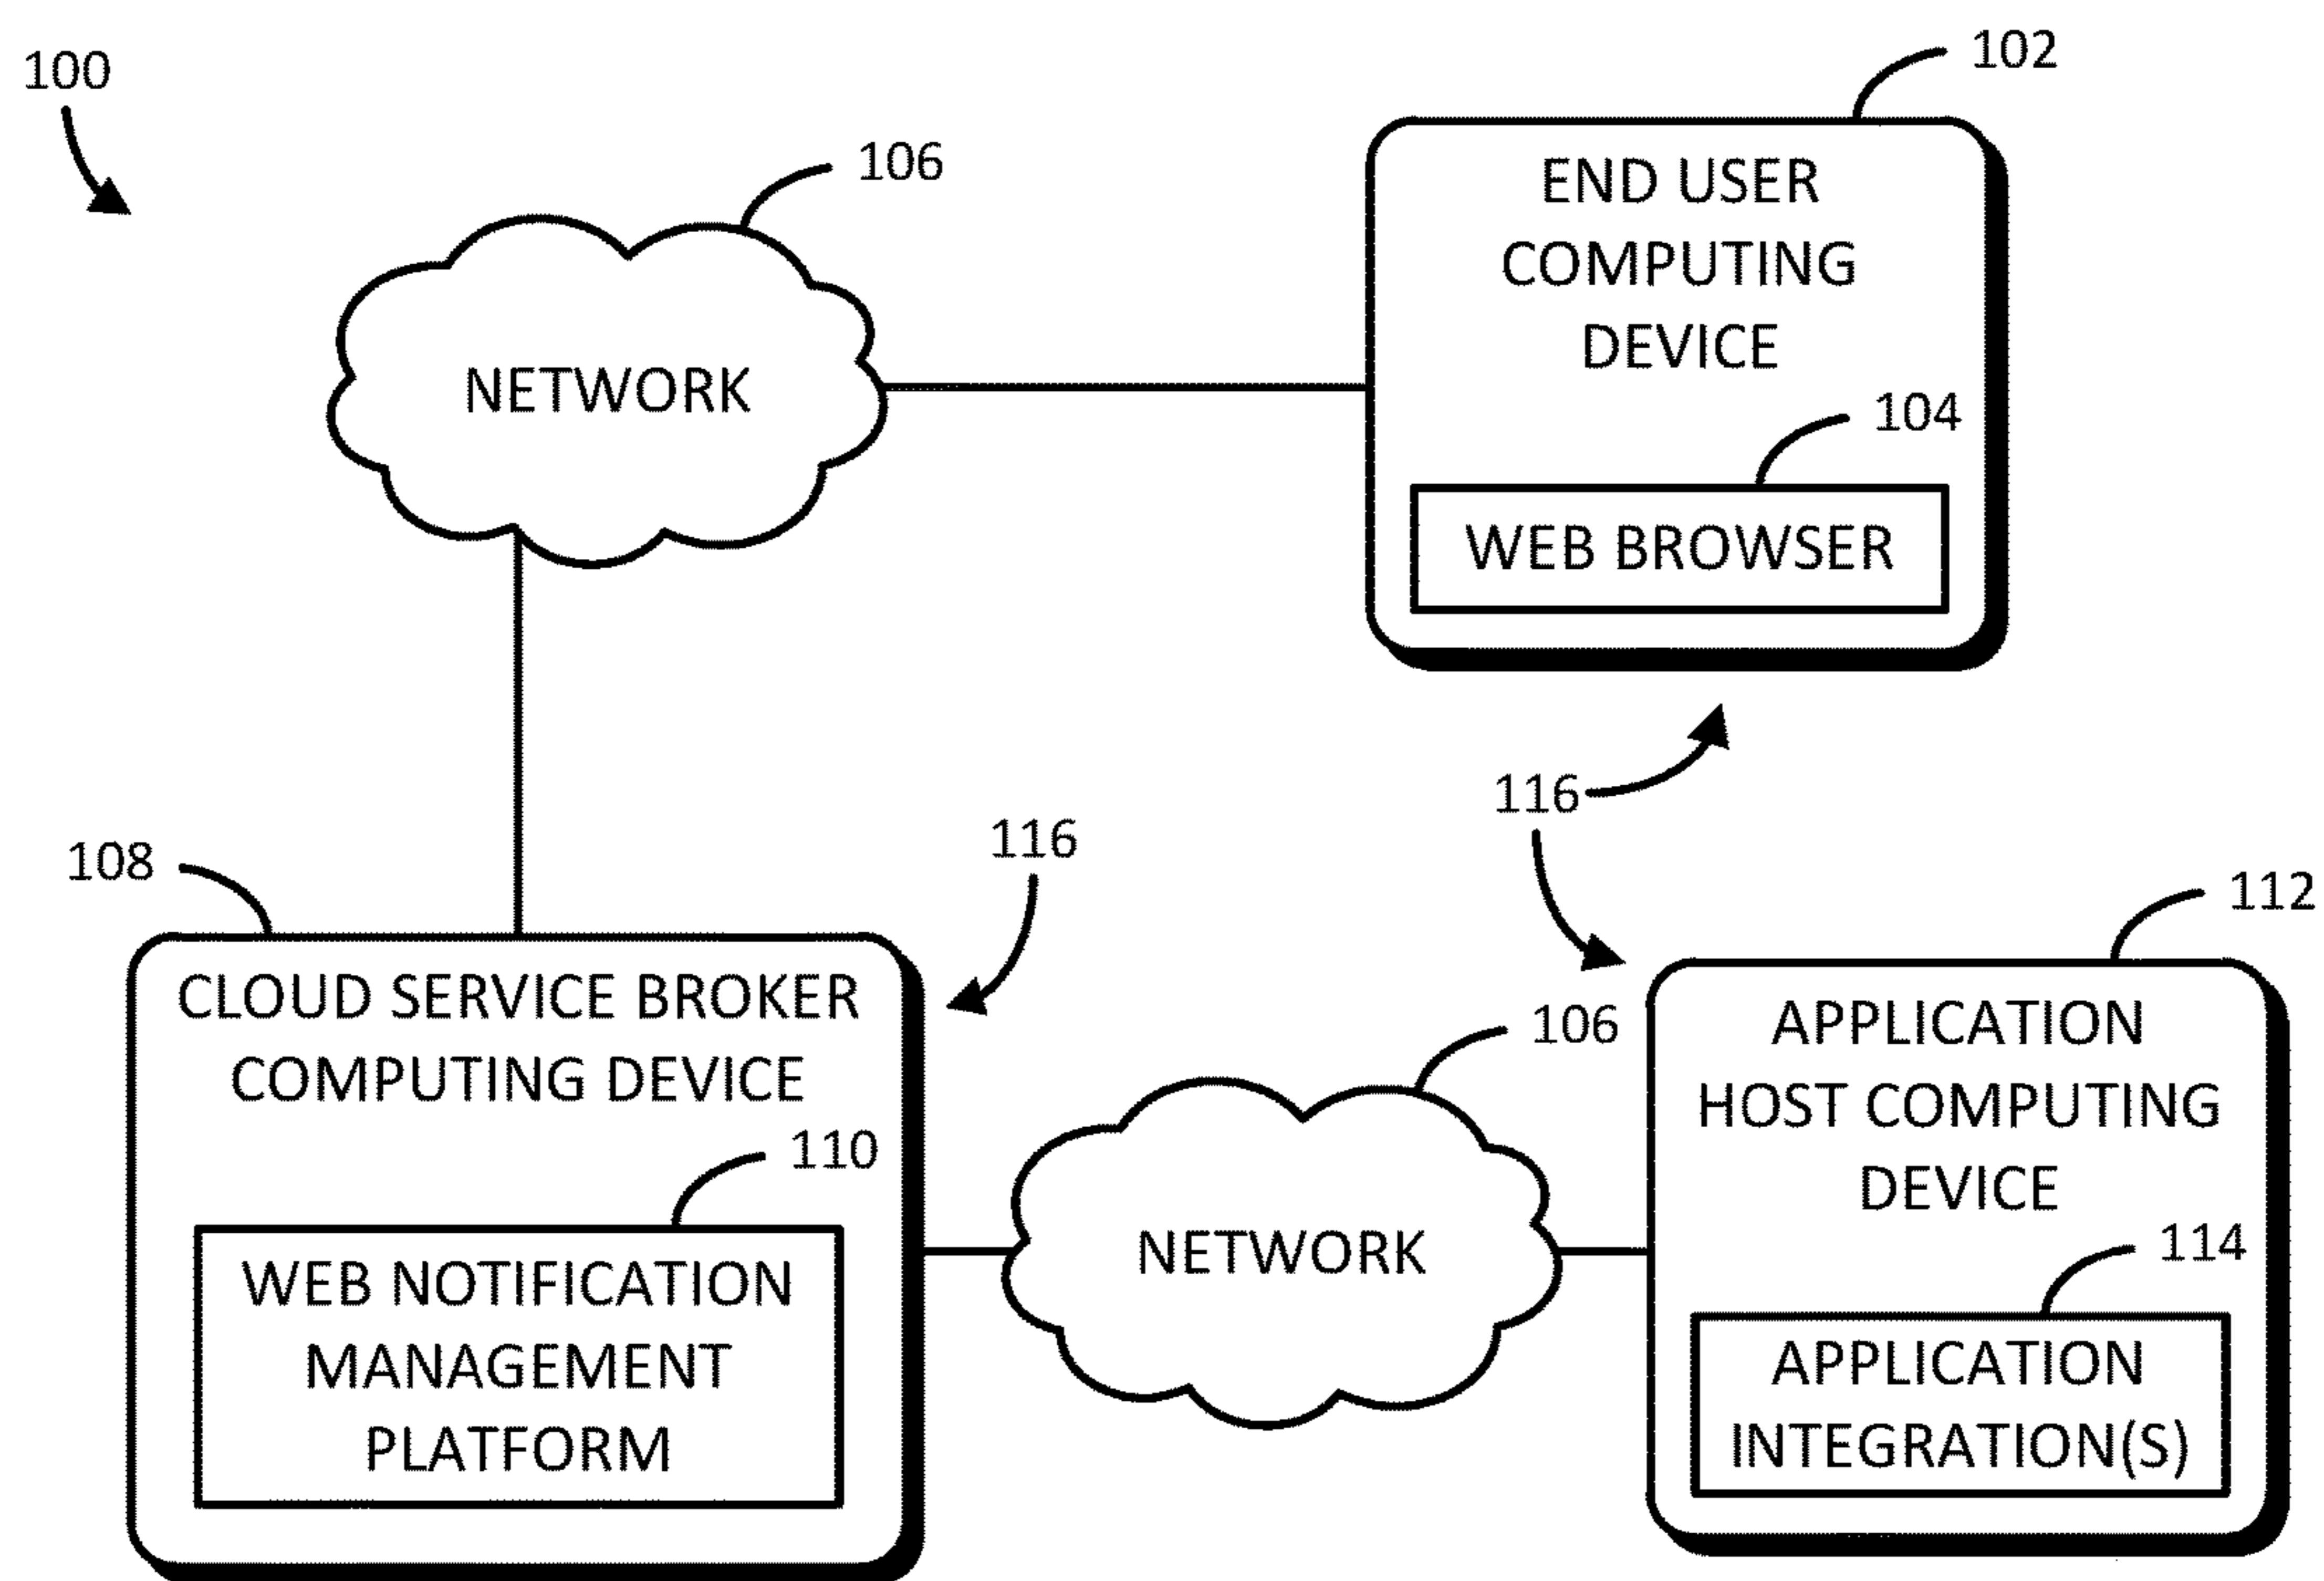 100
102
106
END USER
COMPUTING
DEVICE
NETWORK
104
WEB BROWSER
116
116
108
112
CLOUD SERVICE BROKER
COMPUTING DEVICE
106
APPLICATION
HOST COMPUTING
DEVICE
110
WEB NOTIFICATION
MANAGEMENT
PLATFORM
NETWORK
114
APPLICATION
INTEGRATION(S)